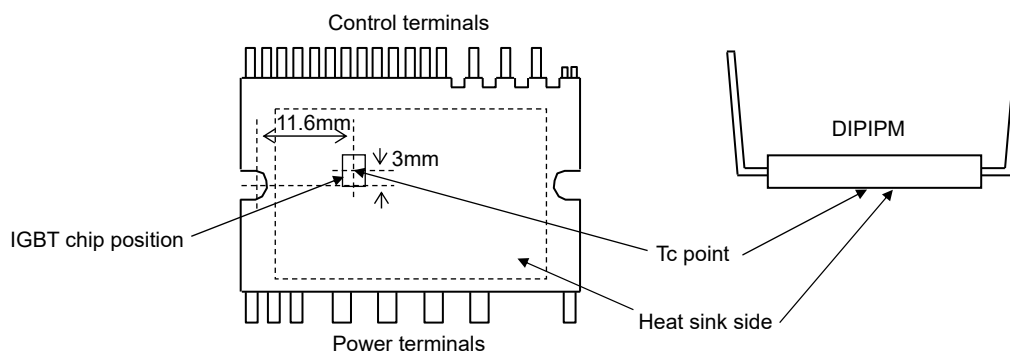 Control terminals
11.6mm
DIPIPM
3mm
IGBT chip position
Tc point
Heat sink side
Power terminals